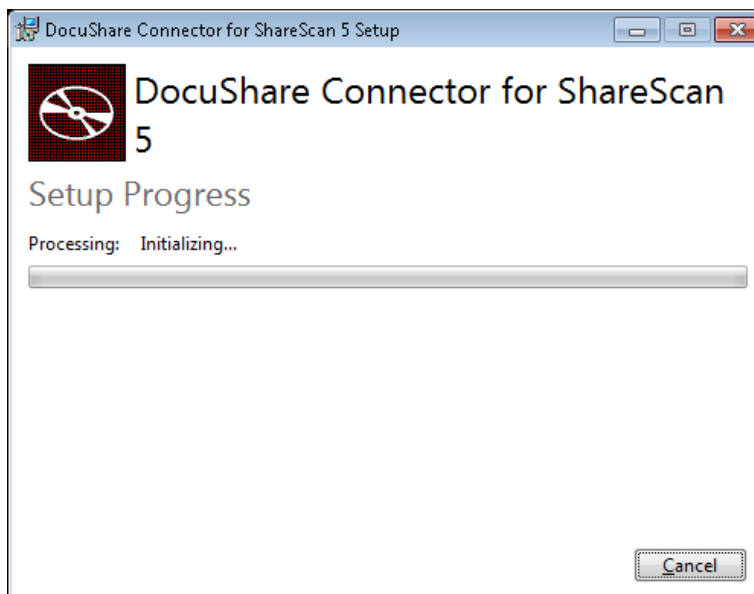 DocuShare Connector for ShareScan 5 Setup
DocuShare Connector for ShareScan
5
Setup Progress
Processing: Initializing...
Cancel